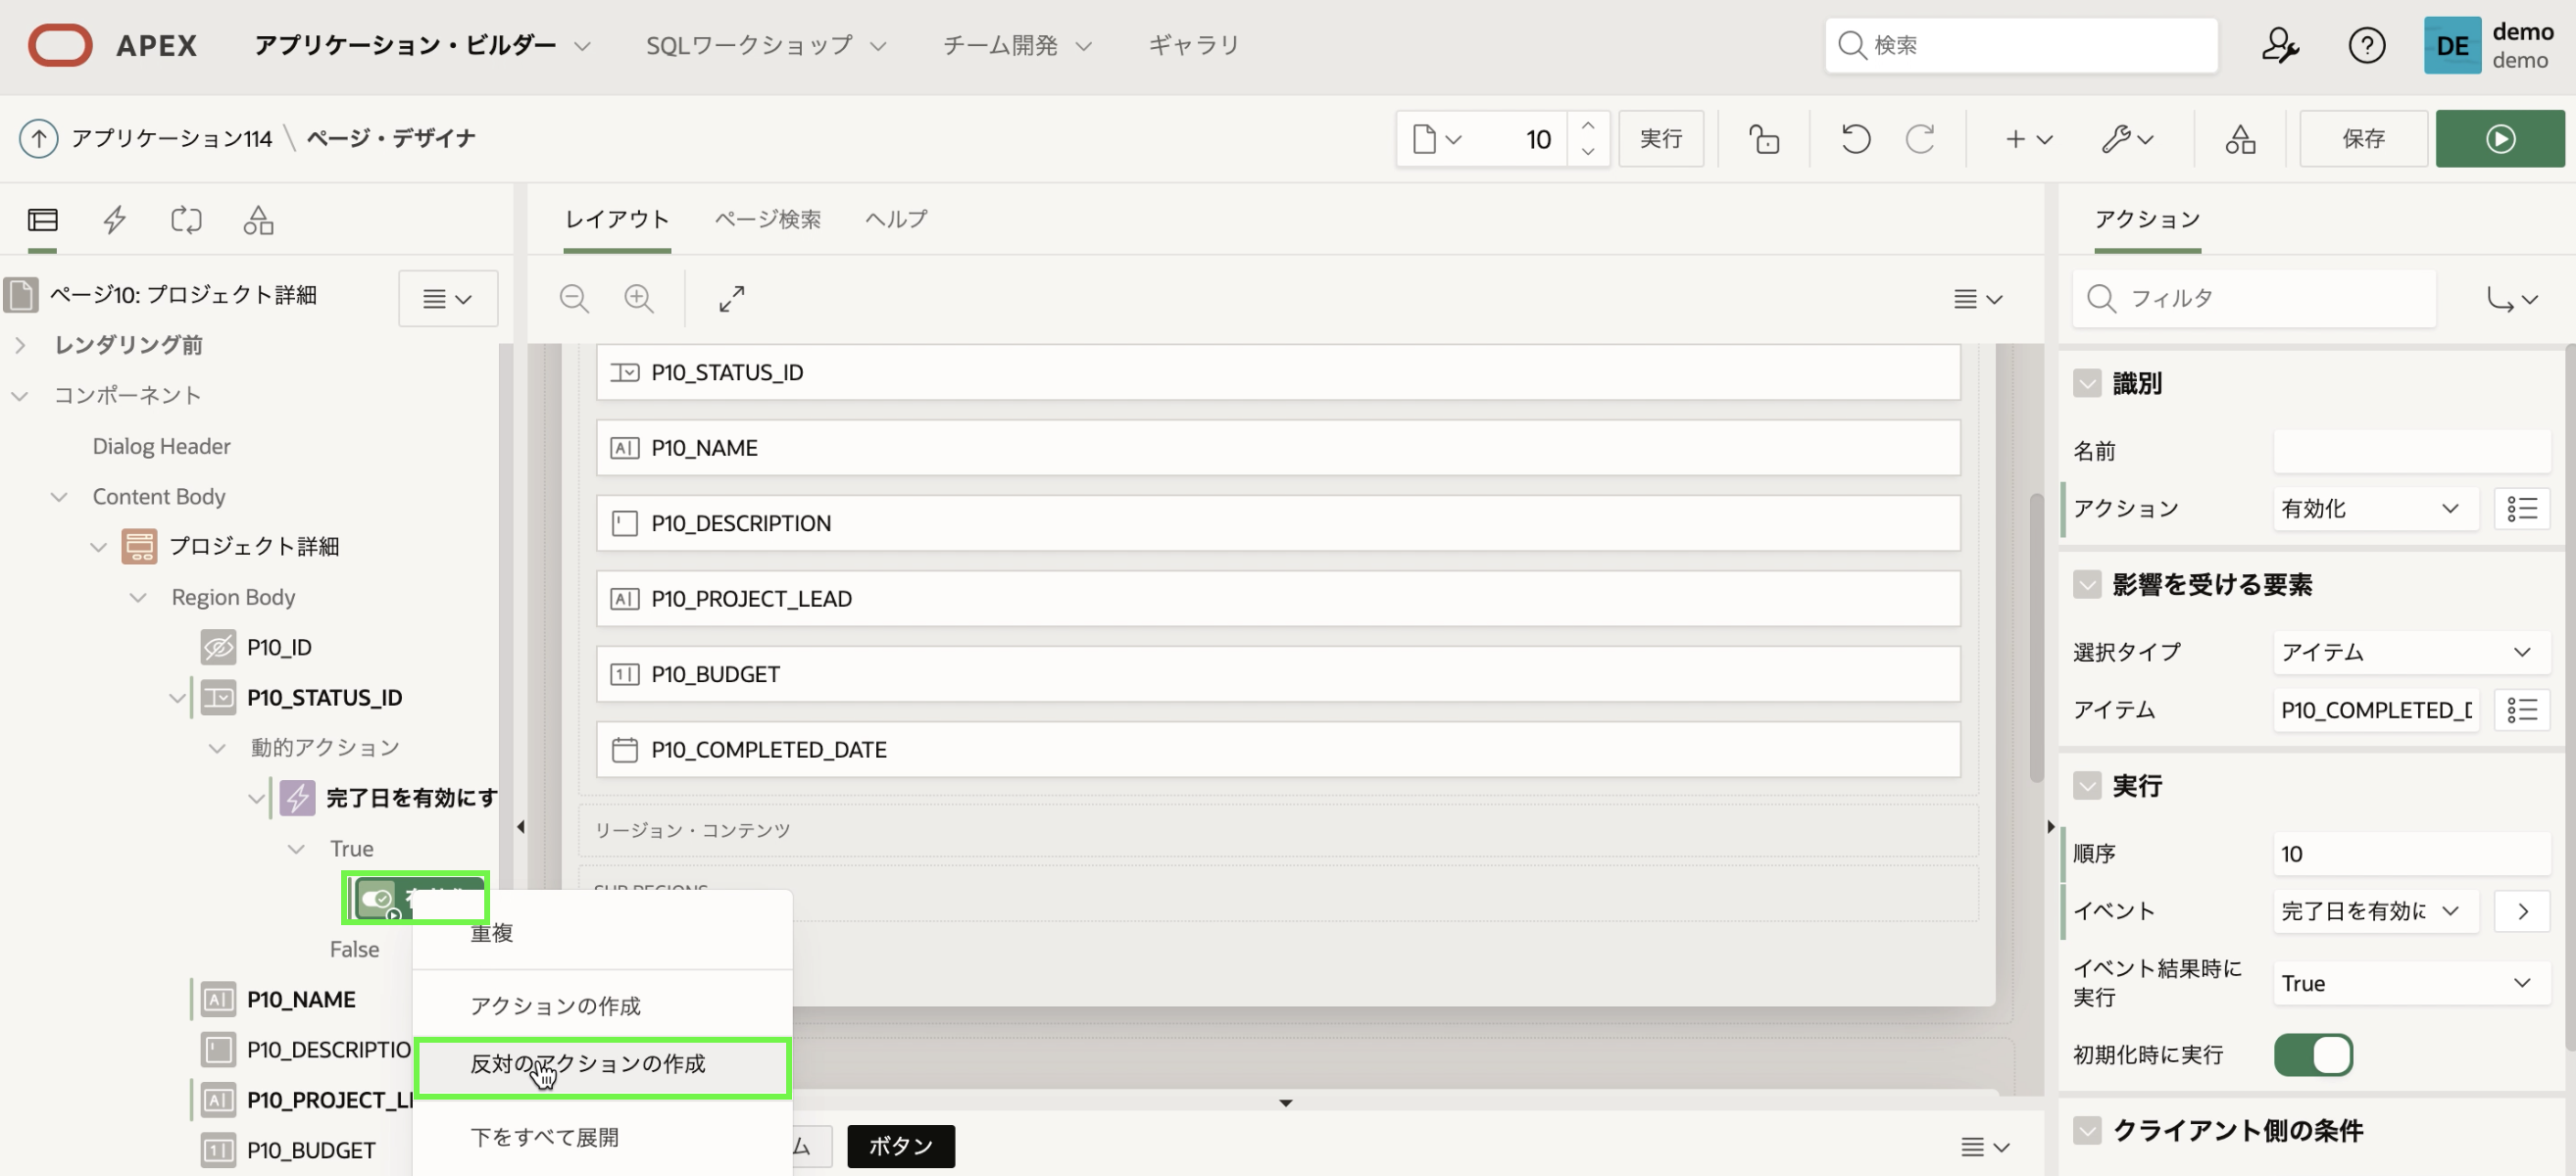 APEX アプリケーション・ビルダー SQLワークショップ チーム開発 ギャラリ 検索 DE demo
demo
アプリケーション114 \ ページ・デザイナ 10 実行 保存
レイアウト ページ検索 ヘルプ アクション
ページ10: プロジェクト詳細 フィルタ
レンダリング前
コンポーネント
Dialog Header
Content Body
プロジェクト詳細
Region Body
P10_ID
P10_STATUS_ID
動的アクション
完了日を有効にす
True
False
P10_NAME
P10_DESCRIPTIO
P10_PROJECT_LE
P10_BUDGET
重複
アクションの作成
反対のアクションの作成
下をすべて展開
P10_STATUS_ID
P10_NAME
P10_DESCRIPTION
P10_PROJECT_LEAD
P10_BUDGET
P10_COMPLETED_DATE
リージョン・コンテンツ
SUB REGIONS
ム ボタン
識別
名前
アクション 有効化
影響を受ける要素
選択タイプ アイテム
アイテム P10_COMPLETED_D
実行
順序 10
イベント 完了日を有効に
イベント結果時に
実行 True
初期化時に実行
クライアント側の条件